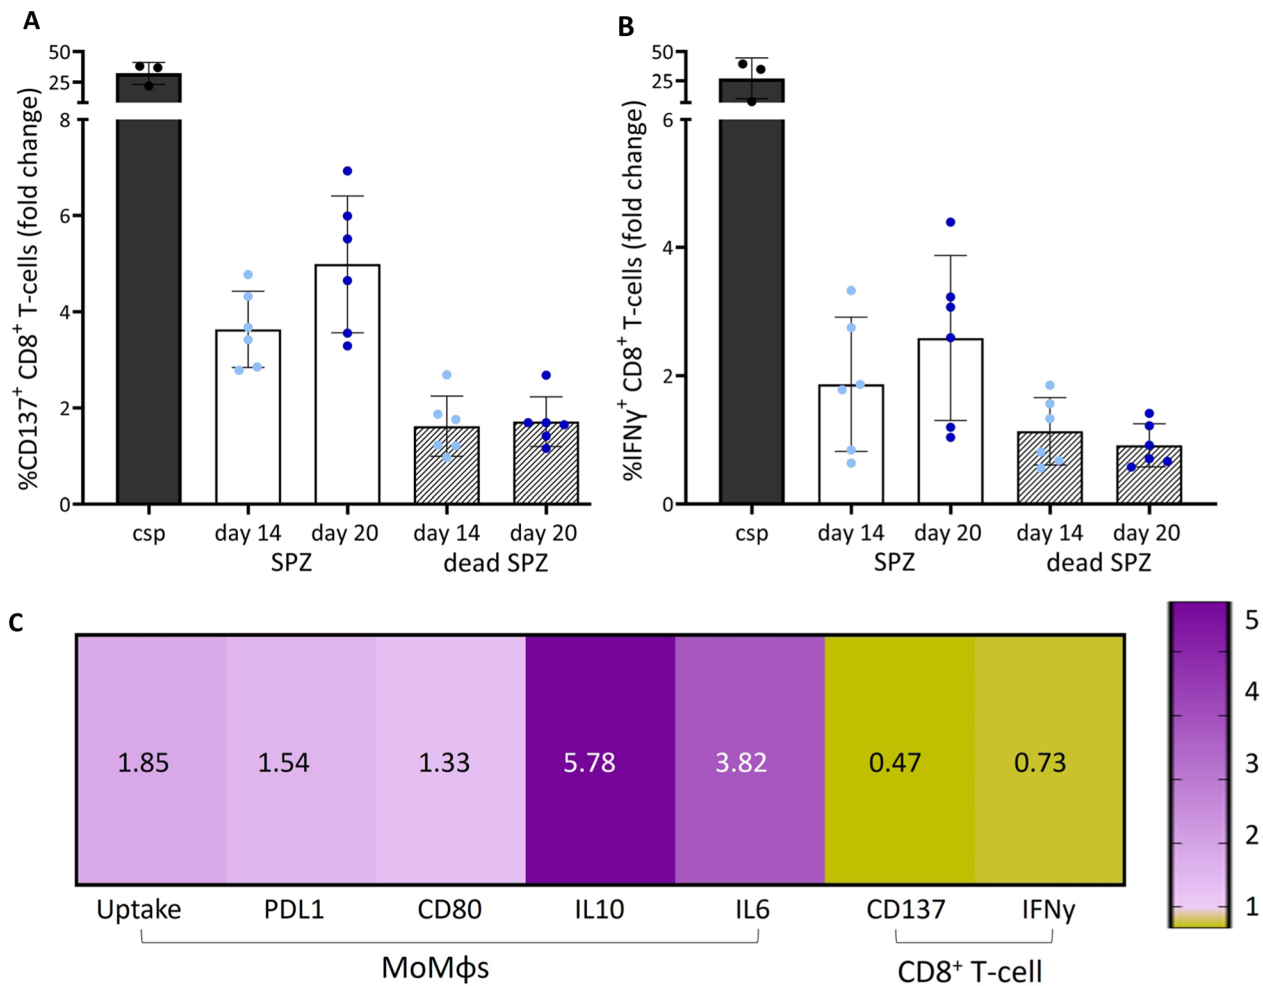 A
%CD137+ CD8+ T-cells (fold change)
50
25
8
6
4
2
0
csp
day 14
day 20
day 14
day 20
SPZ
dead SPZ
B
%IFNγ+ CD8+ T-cells (fold change)
50
25
6
4
2
0
csp
day 14
day 20
day 14
day 20
SPZ
dead SPZ
C
1.85
1.54
1.33
5.78
3.82
0.47
0.73
Uptake
PDL1
CD80
IL10
IL6
CD137
IFNγ
MoMϕs
CD8+ T-cell
5
4
3
2
1